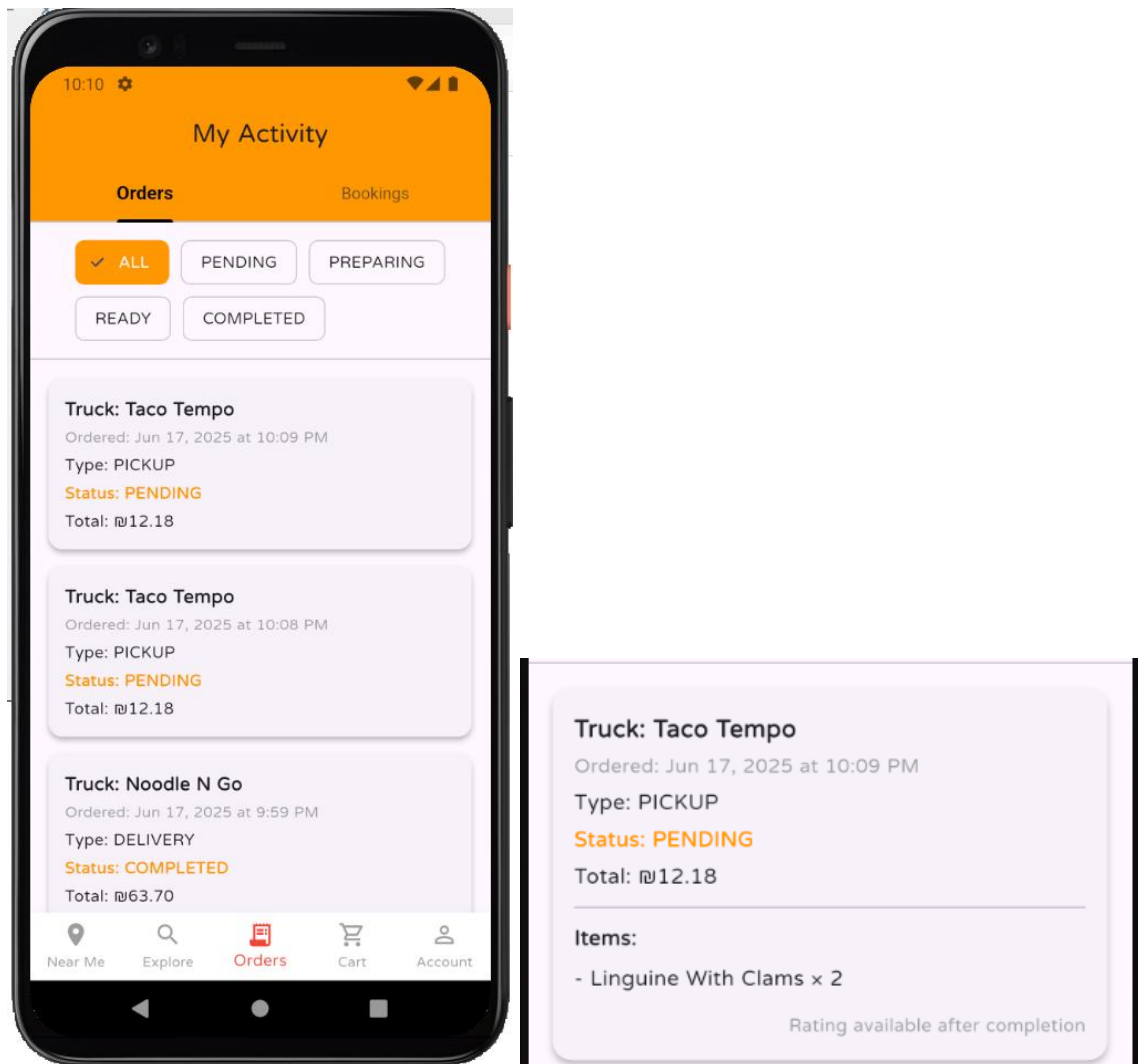 10:10
My Activity
Orders Bookings
ALL PENDING PREPARING
READY COMPLETED
Truck: Taco Tempo
Ordered: Jun 17, 2025 at 10:09 PM
Type: PICKUP
Status: PENDING
Total: ₪12.18
Truck: Taco Tempo
Ordered: Jun 17, 2025 at 10:08 PM
Type: PICKUP
Status: PENDING
Total: ₪12.18
Truck: Noodle N Go
Ordered: Jun 17, 2025 at 9:59 PM
Type: DELIVERY
Status: COMPLETED
Total: ₪63.70
Near Me Explore Orders Cart Account
Truck: Taco Tempo
Ordered: Jun 17, 2025 at 10:09 PM
Type: PICKUP
Status: PENDING
Total: ₪12.18
Items:
- Linguine With Clams × 2
Rating available after completion